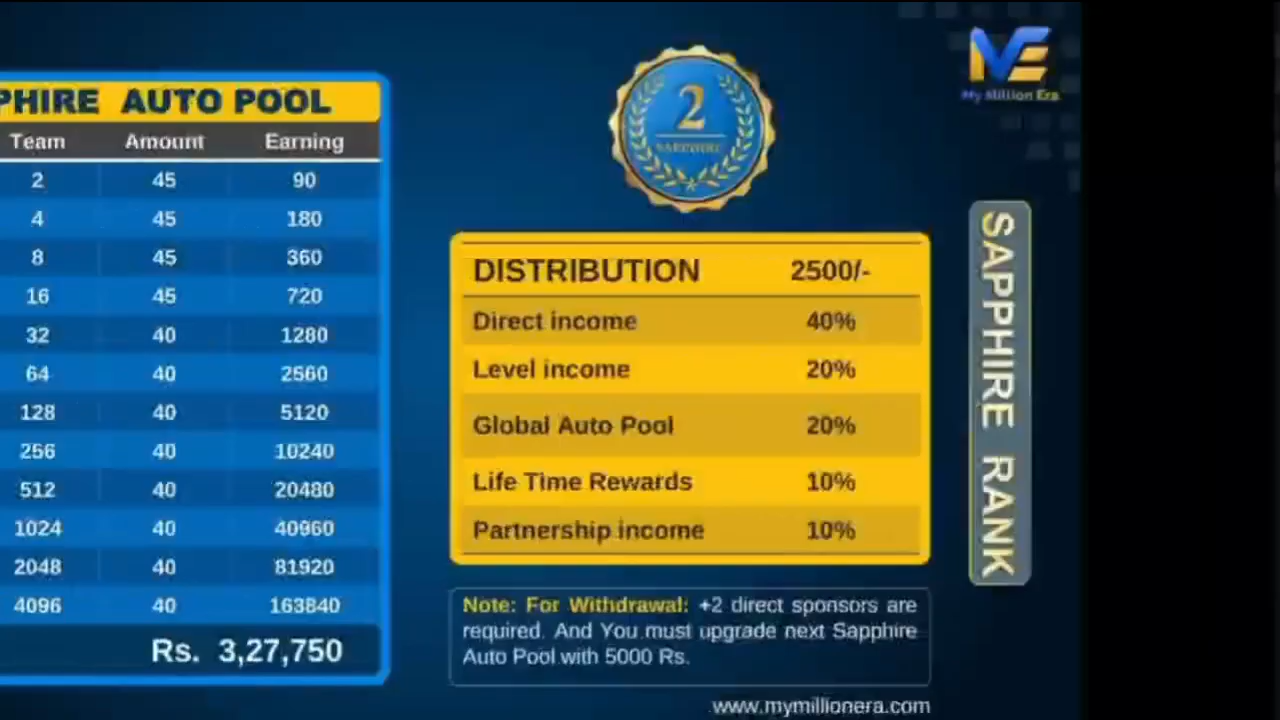 PHIRE AUTO POOL
Team Amount Earning
2 45 90
4 45 180
8 45 360
16 45 720
32 40 1280
64 40 2560
128 40 5120
256 40 10240
512 40 20480
1024 40 40960
2048 40 81920
4096 40 163840
Rs. 3,27,750
2
SAPPHIRE
DISTRIBUTION 2500/-
Direct income 40%
Level income 20%
Global Auto Pool 20%
Life Time Rewards 10%
Partnership income 10%
Note: For Withdrawal: +2 direct sponsors are
required. And You must upgrade next Sapphire
Auto Pool with 5000 Rs.
www.mymillionera.com
ME
My Million Era
SAPPHIRE RANK